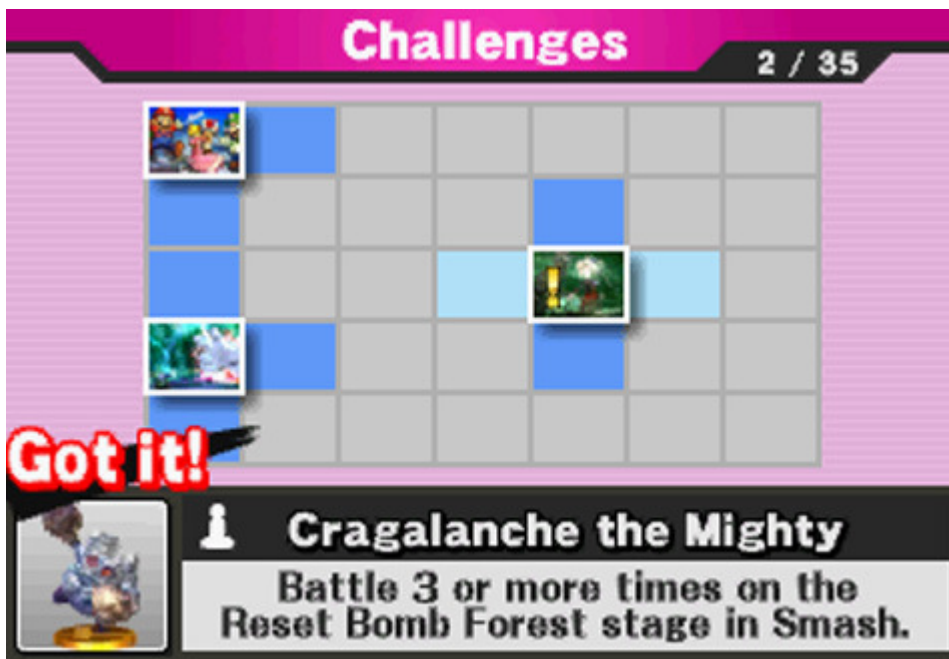 Challenges
2 / 35
Got it!
Cragalanche the Mighty
Battle 3 or more times on the
Reset Bomb Forest stage in Smash.